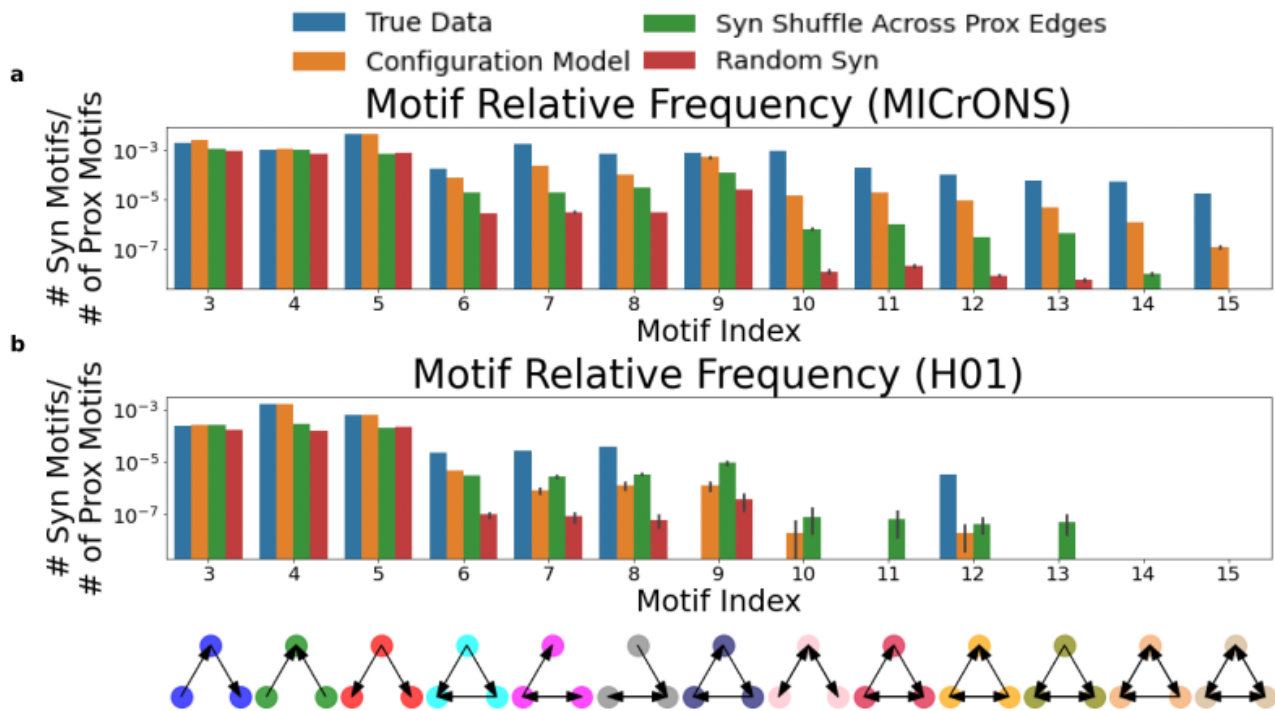 True Data
Syn Shuffle Across Prox Edges
Configuration Model
Random Syn
a
Motif Relative Frequency (MICrONS)
# Syn Motifs/
# of Prox Motifs
10⁻³
10⁻⁵
10⁻⁷
3 4 5 6 7 8 9 10 11 12 13 14 15
Motif Index
b
Motif Relative Frequency (H01)
# Syn Motifs/
# of Prox Motifs
10⁻³
10⁻⁵
10⁻⁷
3 4 5 6 7 8 9 10 11 12 13 14 15
Motif Index